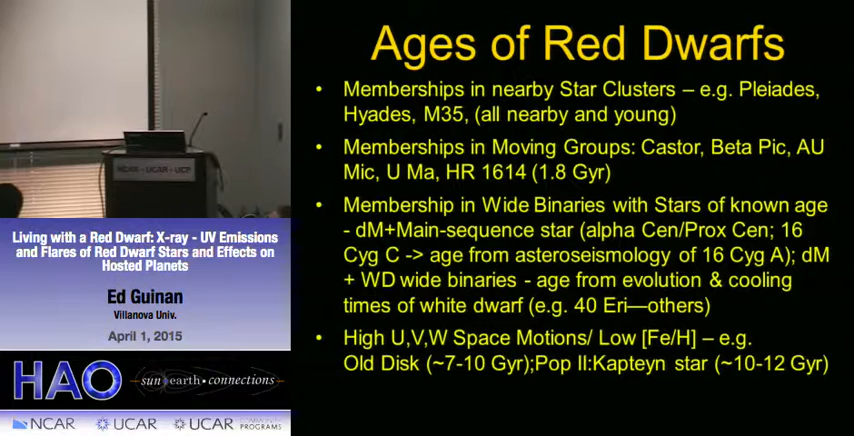 NCAR - UCAR - UCP
Living with a Red Dwarf: X-ray - UV Emissions
and Flares of Red Dwarf Stars and Effects on
Hosted Planets
Ed Guinan
Villanova Univ.
April 1, 2015
HAO
sun earth • connections
NCAR UCAR UCAR COMMUNITY
PROGRAMS
Ages of Red Dwarfs
• Memberships in nearby Star Clusters – e.g. Pleiades,
Hyades, M35, (all nearby and young)
• Memberships in Moving Groups: Castor, Beta Pic, AU
Mic, U Ma, HR 1614 (1.8 Gyr)
• Membership in Wide Binaries with Stars of known age
- dM+Main-sequence star (alpha Cen/Prox Cen; 16
Cyg C -> age from asteroseismology of 16 Cyg A); dM
+ WD wide binaries - age from evolution & cooling
times of white dwarf (e.g. 40 Eri—others)
• High U,V,W Space Motions/ Low [Fe/H] – e.g.
Old Disk (~7-10 Gyr);Pop II:Kapteyn star (~10-12 Gyr)